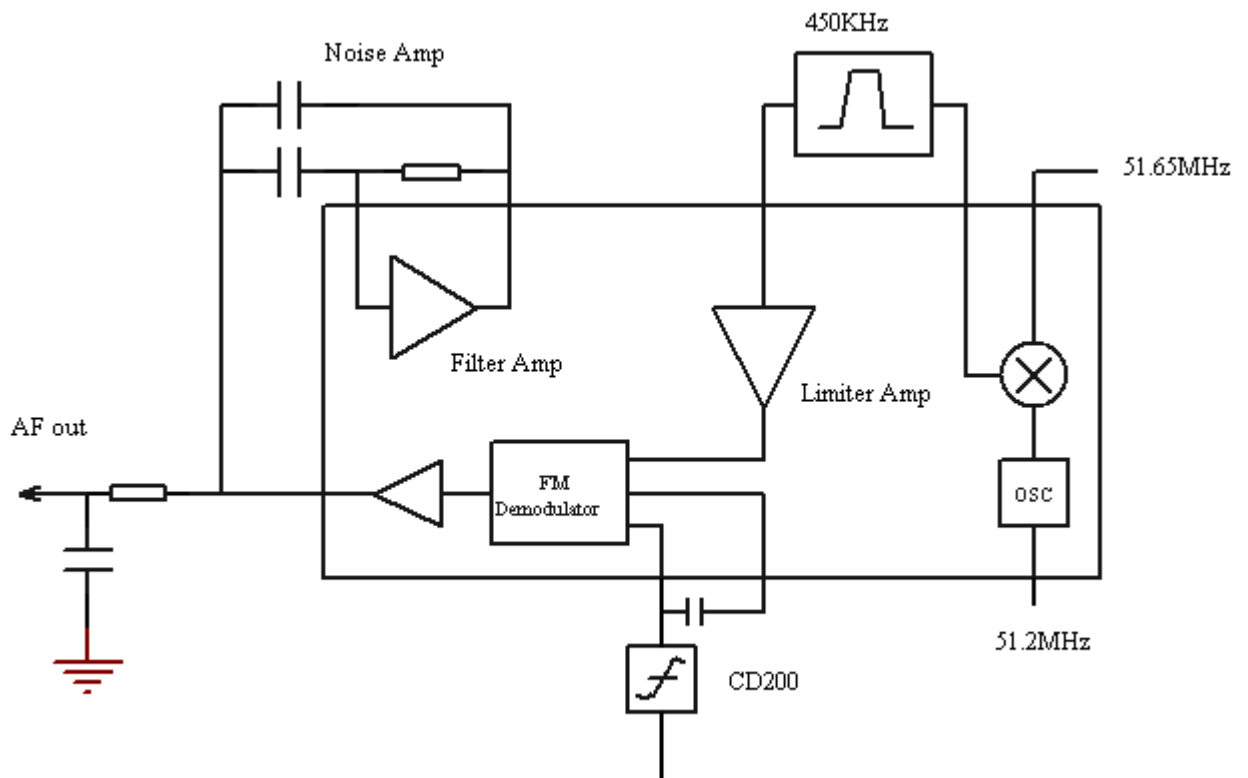 450KHz
Noise Amp
51.65MHz
Filter Amp
Limiter Amp
AF out
FM
Demodulator
OSC
51.2MHz
CD200